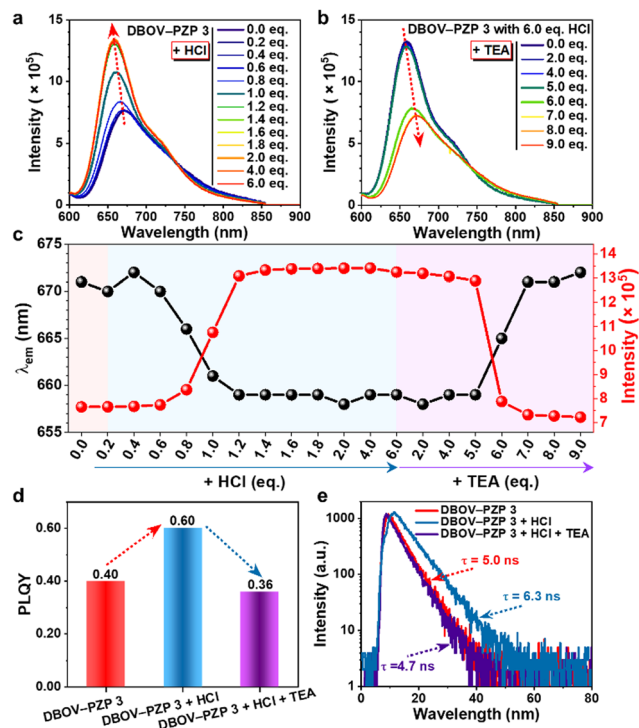 a
DBOV–PZP 3
+ HCl
0.0 eq.
0.2 eq.
0.4 eq.
0.6 eq.
0.8 eq.
1.0 eq.
1.2 eq.
1.4 eq.
1.6 eq.
1.8 eq.
2.0 eq.
4.0 eq.
6.0 eq.
Intensity ( × 10⁵)
15
10
5
0
600 650 700 750 800 850 900
Wavelength (nm)
b
DBOV–PZP 3 with 6.0 eq. HCl
+ TEA
0.0 eq.
2.0 eq.
4.0 eq.
5.0 eq.
6.0 eq.
7.0 eq.
8.0 eq.
9.0 eq.
Intensity ( × 10⁵)
15
10
5
0
600 650 700 750 800 850 900
Wavelength (nm)
c
λem (nm)
675
670
665
660
655
Intensity (× 10⁵)
14
13
12
11
10
9
8
7
0.0 0.2 0.4 0.6 0.8 1.0 1.2 1.4 1.6 1.8 2.0 4.0 6.0 2.0 4.0 5.0 6.0 7.0 8.0 9.0
+ HCl (eq.)
+ TEA (eq.)
d
PLQY
0.60
0.40
0.20
0.00
0.40
0.60
0.36
DBOV–PZP 3
DBOV–PZP 3 + HCl
DBOV–PZP 3 + HCl + TEA
e
DBOV–PZP 3
DBOV–PZP 3 + HCl
DBOV–PZP 3 + HCl + TEA
τ = 5.0 ns
τ = 6.3 ns
τ = 4.7 ns
Intensity (a.u.)
1000
100
10
1
0 20 40 60 80
Wavelength (nm)